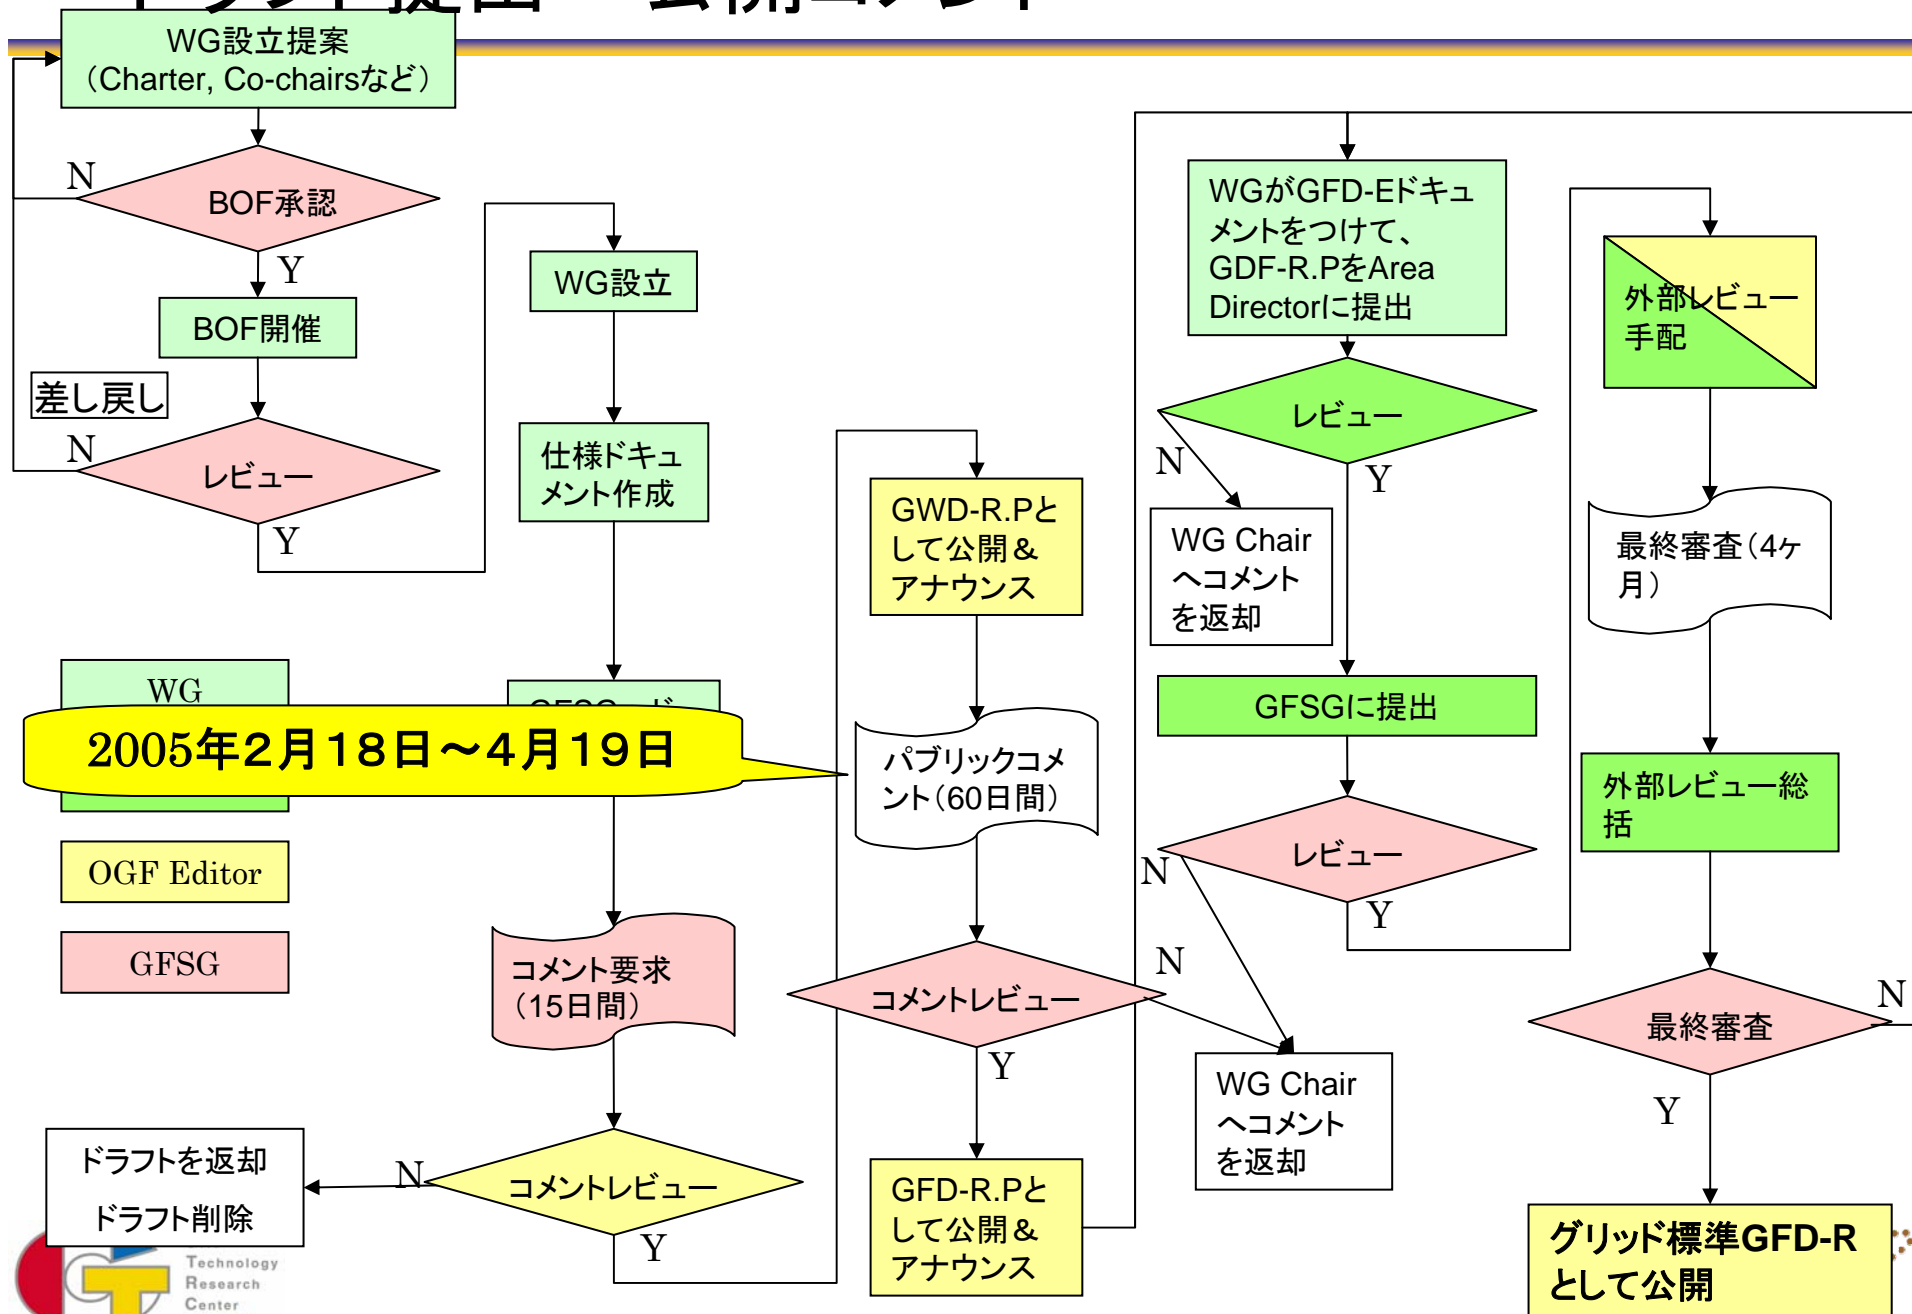 WG設立提案
（Charter, Co-chairsなど）
N
BOF承認
Y
BOF開催
差し戻し
N
レビュー
Y
WG設立
仕様ドキュ
メント作成
WG
2005年2月18日～4月19日
OGF Editor
GFSG
コメント要求
（15日間）
N
コメントレビュー
Y
ドラフトを返却
ドラフト削除
GWD-R.Pと
して公開＆
アナウンス
パブリックコメ
ント（60日間）
コメントレビュー
N
Y
GFD-R.Pと
して公開＆
アナウンス
WGがGFD-Eドキュ
メントをつけて、
GDF-R.PをArea
Directorに提出
レビュー
N
Y
WG Chair
へコメント
を返却
GFSGに提出
レビュー
N
Y
WG Chair
へコメント
を返却
外部レビュー
手配
最終審査（4ヶ
月）
外部レビュー総
括
最終審査
N
Y
グリッド標準GFD-R
として公開
Technology
Research
Center